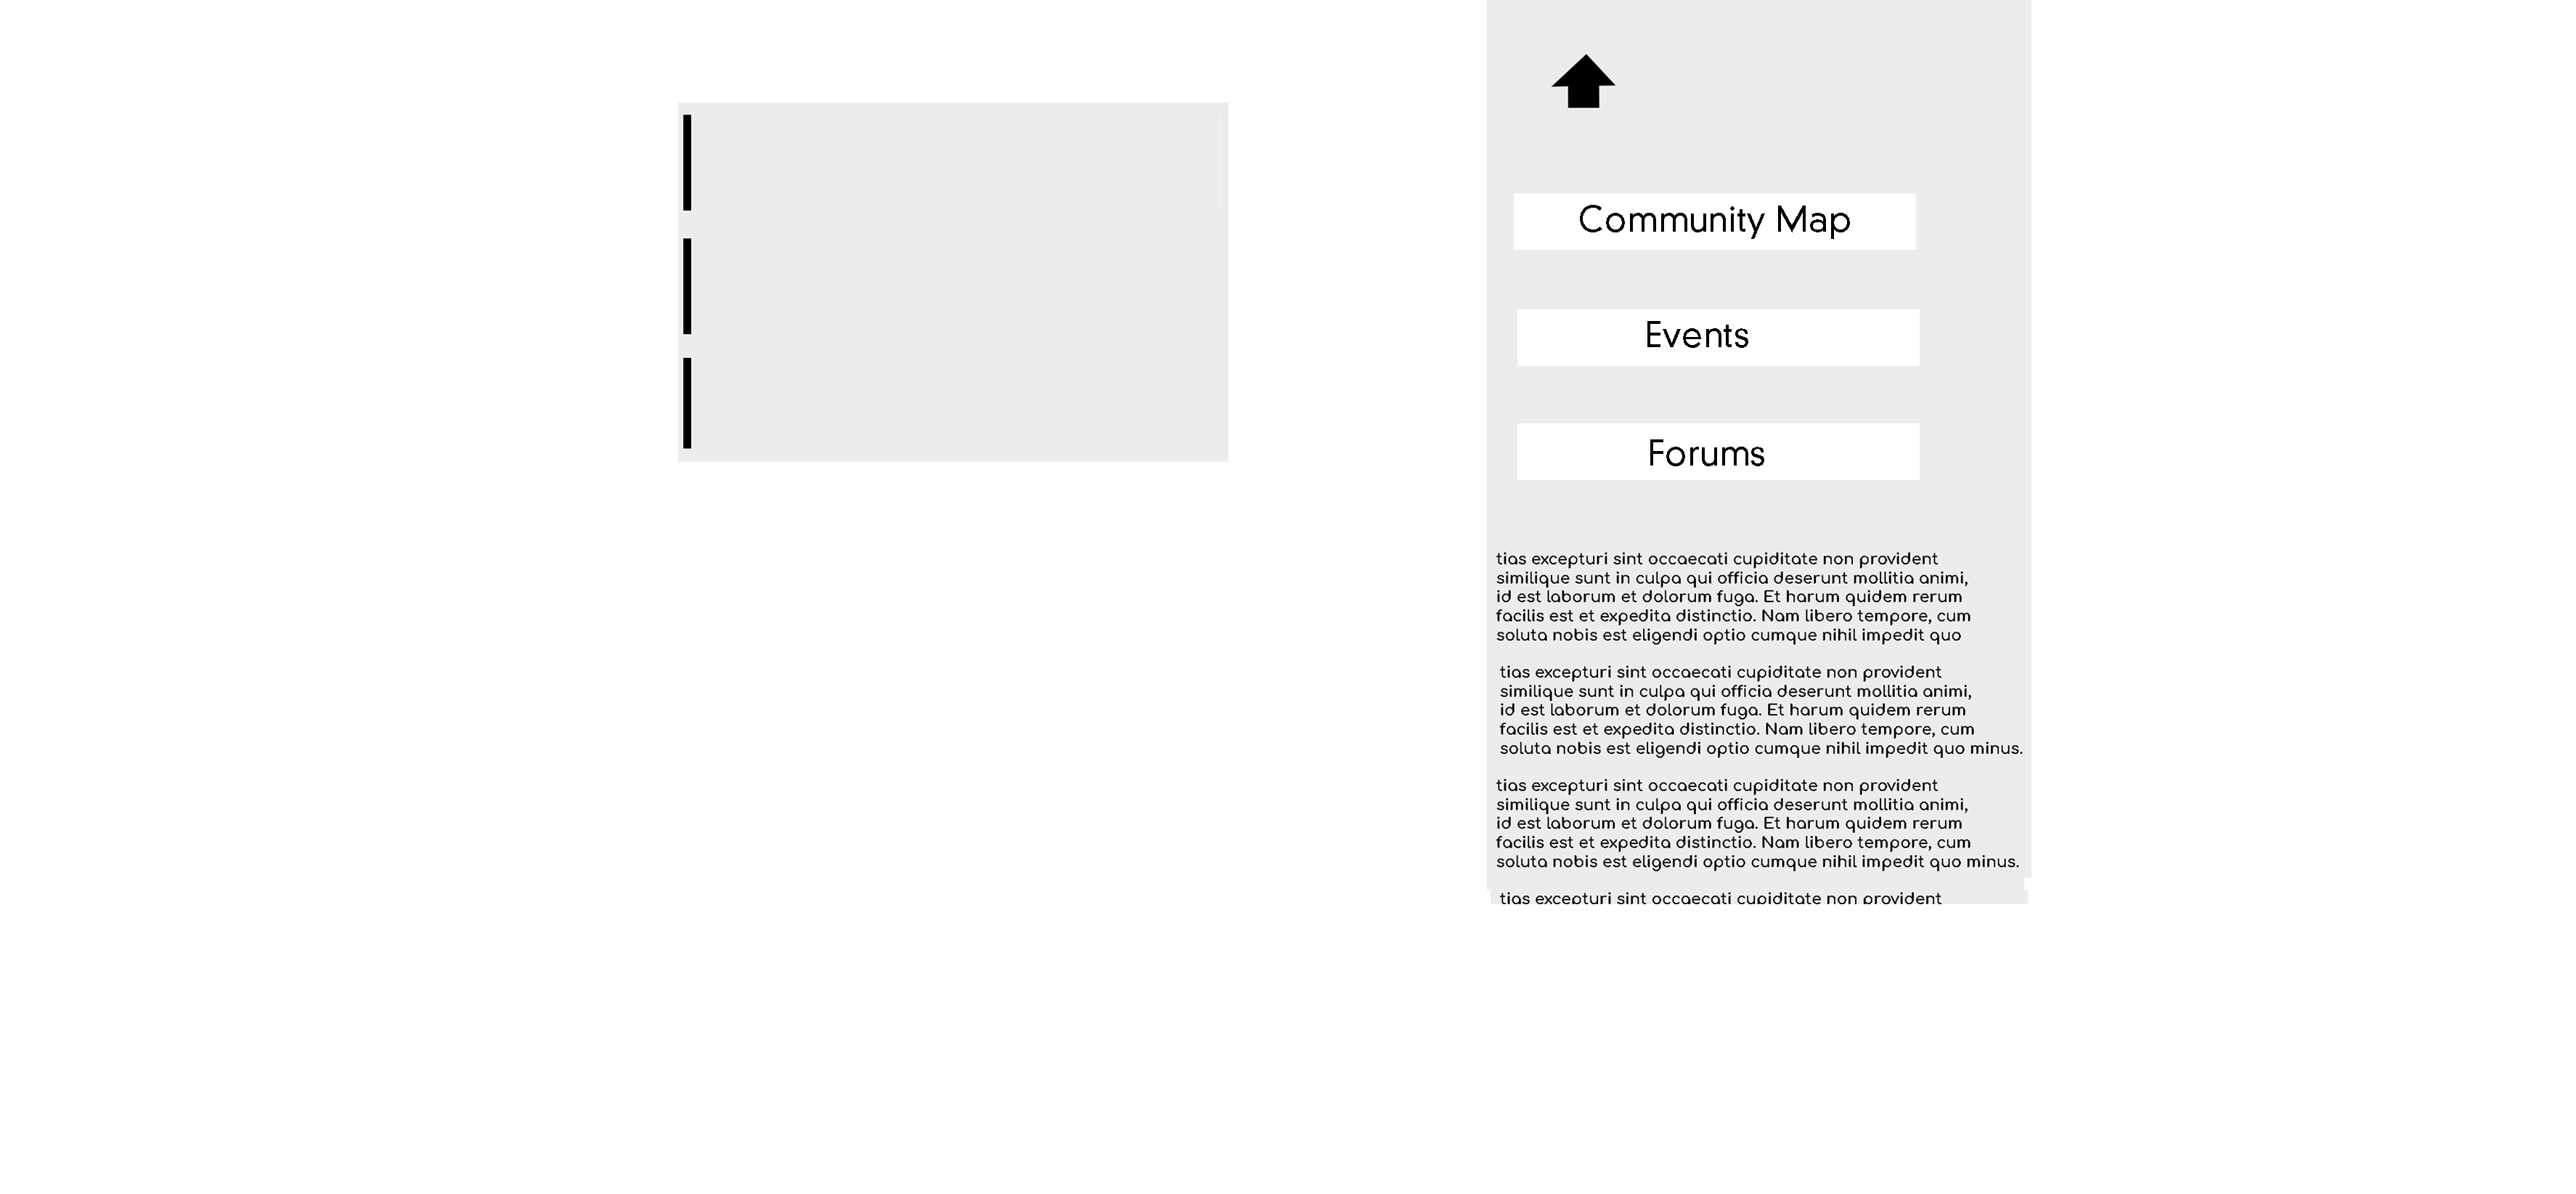 Community Map
Events
Forums
tias excepturi sint occaecati cupiditate non provident
similique sunt in culpa qui officia deserunt mollitia animi,
id est laborum et dolorum fuga. Et harum quidem rerum
facilis est et expedita distinctio. Nam libero tempore, cum
soluta nobis est eligendi optio cumque nihil impedit quo
tias excepturi sint occaecati cupiditate non provident
similique sunt in culpa qui officia deserunt mollitia animi,
id est laborum et dolorum fuga. Et harum quidem rerum
facilis est et expedita distinctio. Nam libero tempore, cum
soluta nobis est eligendi optio cumque nihil impedit quo minus.
tias excepturi sint occaecati cupiditate non provident
similique sunt in culpa qui officia deserunt mollitia animi,
id est laborum et dolorum fuga. Et harum quidem rerum
facilis est et expedita distinctio. Nam libero tempore, cum
soluta nobis est eligendi optio cumque nihil impedit quo minus.
tias excepturi sint occaecati cupiditate non provident